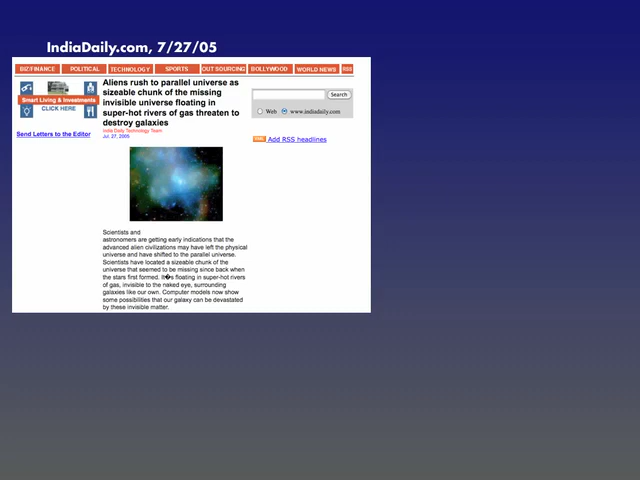 IndiaDaily.com, 7/27/05
BIZ/FINANCE POLITICAL TECHNOLOGY SPORTS OUT SOURCING BOLLYWOOD WORLD NEWS RSS
Smart Living & Investments
CLICK HERE
Send Letters to the Editor
Aliens rush to parallel universe as
sizeable chunk of the missing
invisible universe floating in
super-hot rivers of gas threaten to
destroy galaxies
India Daily Technology Team
Jul. 27, 2005
Search
Web www.indiadaily.com
XML Add RSS headlines
Scientists and
astronomers are getting early indications that the
advanced alien civilizations may have left the physical
universe and have shifted to the parallel universe.
Scientists have located a sizeable chunk of the
universe that seemed to be missing since back when
the stars first formed. It�s floating in super-hot rivers
of gas, invisible to the naked eye, surrounding
galaxies like our own. Computer models now show
some possibilities that our galaxy can be devastated
by these invisible matter.